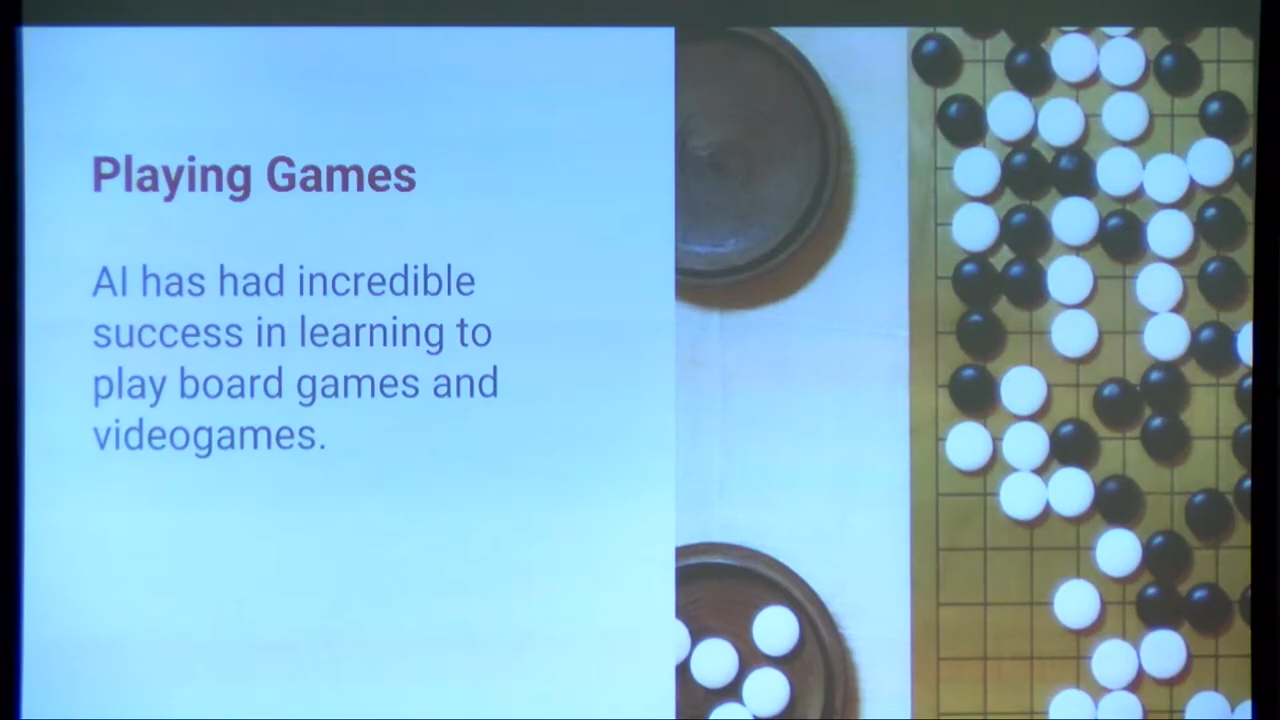 Playing Games
AI has had incredible
success in learning to
play board games and
videogames.